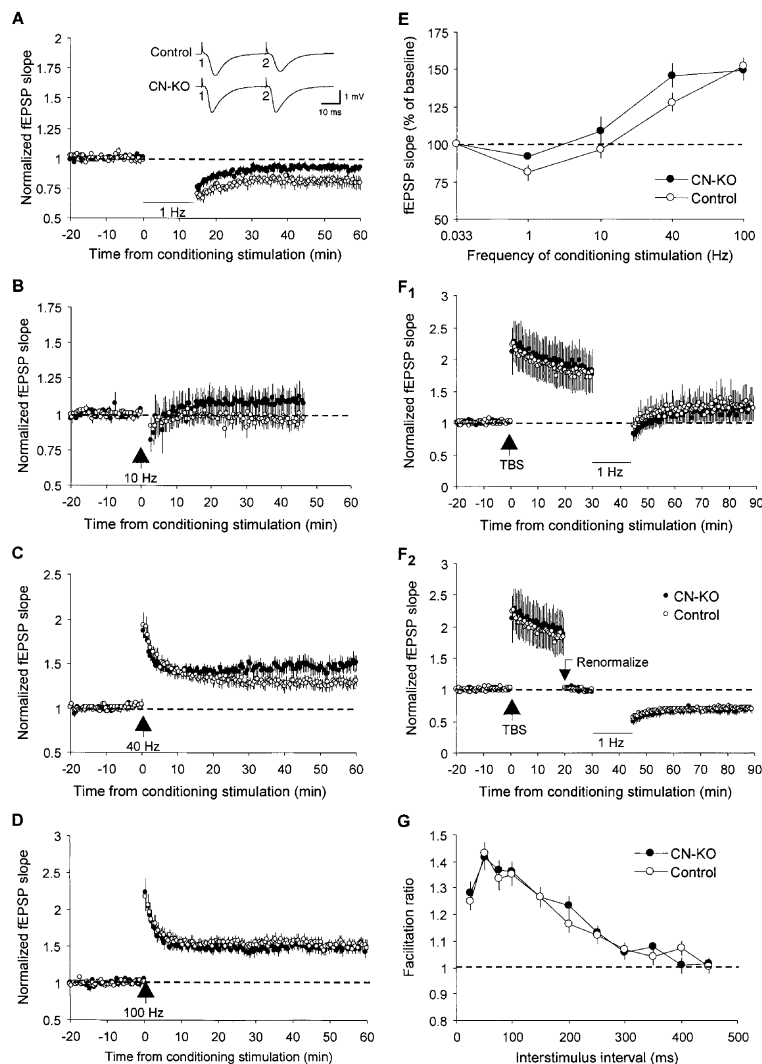 A
Normalized fEPSP slope
2
1.75
1.5
1.25
1
0.75
0.5
Control
1 2
CN-KO
1 2
1 mV
10 ms
1 Hz
-20 -10 0 10 20 30 40 50 60
Time from conditioning stimulation (min)
B
Normalized fEPSP slope
1.75
1.5
1.25
1
0.75
0.5
10 Hz
-20 -10 0 10 20 30 40 50 60
Time from conditioning stimulation (min)
C
Normalized fEPSP slope
2.5
2
1.5
1
0.5
40 Hz
-20 -10 0 10 20 30 40 50 60
Time from conditioning stimulation (min)
D
Normalized fEPSP slope
3
2.5
2
1.5
1
0.5
100 Hz
-20 -10 0 10 20 30 40 50 60
Time from conditioning stimulation (min)
E
fEPSP slope (% of baseline)
175
150
125
100
75
50
CN-KO
Control
0.033 1 10 40 100
Frequency of conditioning stimulation (Hz)
F1
Normalized fEPSP slope
3
2.5
2
1.5
1
0.5
0
TBS
1 Hz
-20 -10 0 10 20 30 40 50 60 70 80 90
Time from conditioning stimulation (min)
F2
Normalized fEPSP slope
3
2.5
2
1.5
1
0.5
0
CN-KO
Control
Renormalize
TBS
1 Hz
-20 -10 0 10 20 30 40 50 60 70 80 90
Time from conditioning stimulation (min)
G
Facilitation ratio
1.5
1.4
1.3
1.2
1.1
1
0.9
0.8
CN-KO
Control
0 100 200 300 400 500
Interstimulus interval (ms)